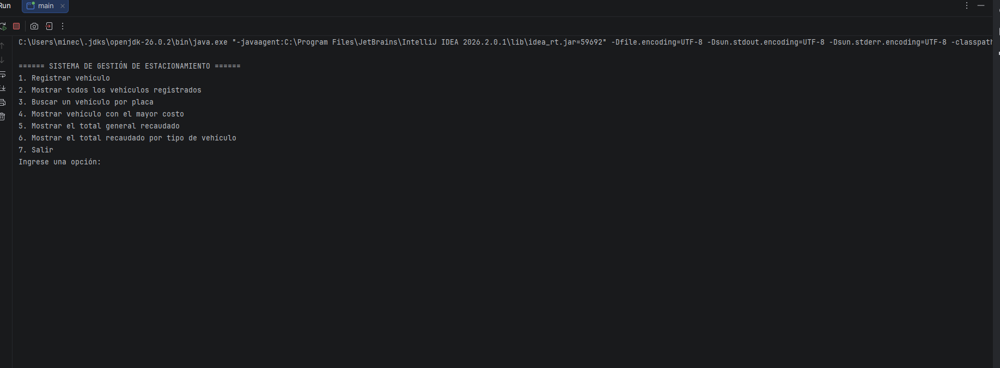 Run main
C:\Users\minec\.jdks\openjdk-26.0.2\bin\java.exe "-javaagent:C:\Program Files\JetBrains\IntelliJ IDEA 2026.2.0.1\lib\idea_rt.jar=59692" -Dfile.encoding=UTF-8 -Dsun.stdout.encoding=UTF-8 -Dsun.stderr.encoding=UTF-8 -classpath
====== SISTEMA DE GESTIÓN DE ESTACIONAMIENTO ======
1. Registrar vehículo
2. Mostrar todos los vehículos registrados
3. Buscar un vehículo por placa
4. Mostrar vehículo con el mayor costo
5. Mostrar el total general recaudado
6. Mostrar el total recaudado por tipo de vehículo
7. Salir
Ingrese una opción: